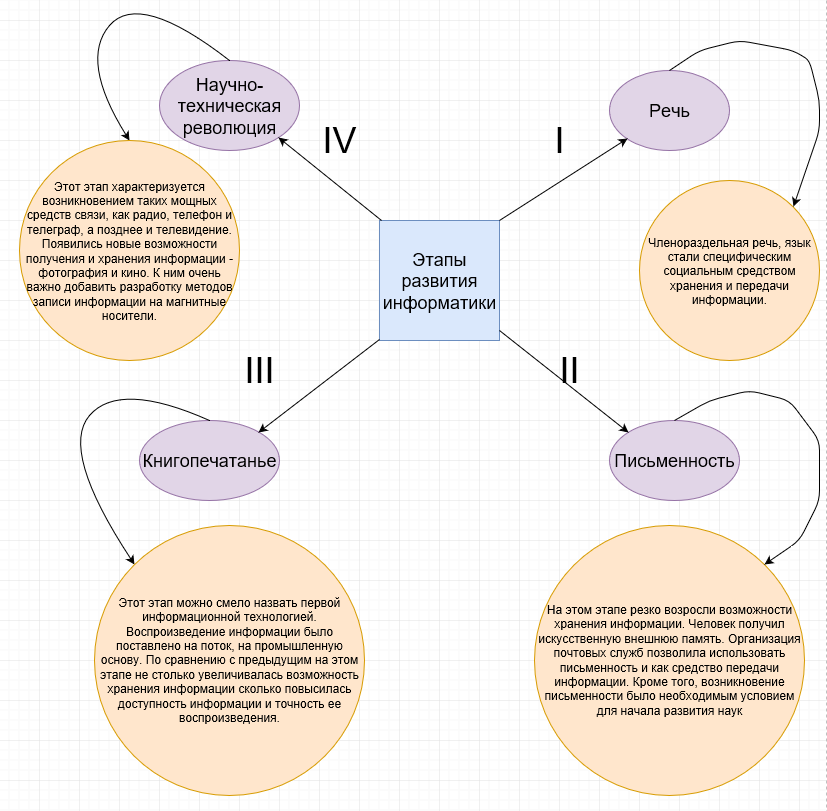 Научно-
техническая
революция
IV
I
Речь
Этот этап характеризуется
возникновением таких мощных
средств связи, как радио, телефон и
телеграф, а позднее и телевидение.
Появились новые возможности
получения и хранения информации -
фотография и кино. К ним очень
важно добавить разработку методов
записи информации на магнитные
носители.
Этапы
развития
информатики
Членораздельная речь, язык
стали специфическим
социальным средством
хранения и передачи
информации.
III
II
Книгопечатанье
Письменность
Этот этап можно смело назвать первой
информационной технологией.
Воспроизведение информации было
поставлено на поток, на промышленную
основу. По сравнению с предыдущим на этом
этапе не столько увеличивалась возможность
хранения информации сколько повысилась
доступность информации и точность ее
воспроизведения.
На этом этапе резко возросли возможности
хранения информации. Человек получил
искусственную внешнюю память. Организация
почтовых служб позволила использовать
письменность и как средство передачи
информации. Кроме того, возникновение
письменности было необходимым условием
для начала развития наук